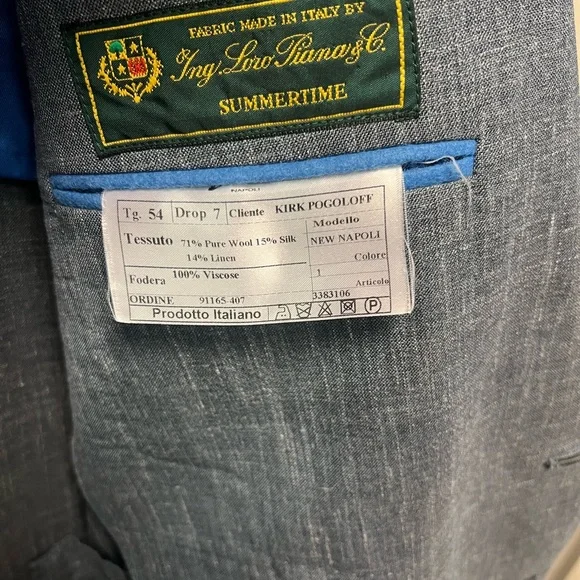 FABRIC MADE IN ITALY BY
Ing. Loro Piana & C.
SUMMERTIME
NAPOLI
Tg. 54 Drop 7 Cliente KIRK POGOLOFF
Modello
Tessuto 71% Pure Wool 15% Silk NEW NAPOLI
14% Linen
Colore
Fodera 100% Viscose 1
Articolo
ORDINE 91165-407 3383106
Prodotto Italiano P